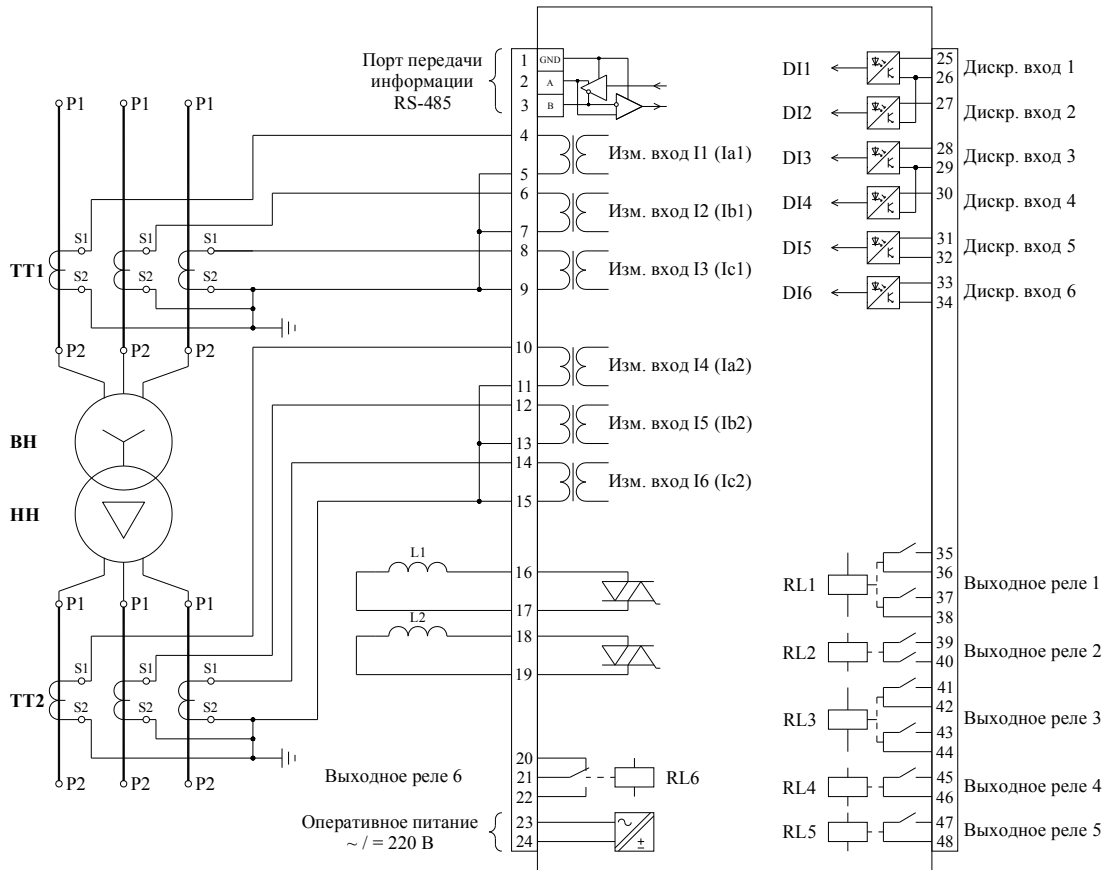 Порт передачи
информации
RS-485
1
GND
2
A
3
B
4
5
6
7
8
9
10
11
12
13
14
15
16
17
18
19
20
21
22
23
24
Изм. вход I1 (Ia1)
Изм. вход I2 (Ib1)
Изм. вход I3 (Ic1)
Изм. вход I4 (Ia2)
Изм. вход I5 (Ib2)
Изм. вход I6 (Ic2)
P1
P1
P1
S1
S1
S1
ТТ1
S2
S2
S2
P2
P2
P2
ВН
НН
P1
P1
P1
S1
S1
S1
ТТ2
S2
S2
S2
P2
P2
P2
L1
L2
Выходное реле 6
RL6
Оперативное питание
~ / = 220 В
~
±
DI1
25
26
Дискр. вход 1
DI2
27
Дискр. вход 2
DI3
28
29
Дискр. вход 3
DI4
30
Дискр. вход 4
DI5
31
32
Дискр. вход 5
DI6
33
34
Дискр. вход 6
RL1
35
36
37
38
Выходное реле 1
RL2
39
40
Выходное реле 2
RL3
41
42
43
44
Выходное реле 3
RL4
45
46
Выходное реле 4
RL5
47
48
Выходное реле 5